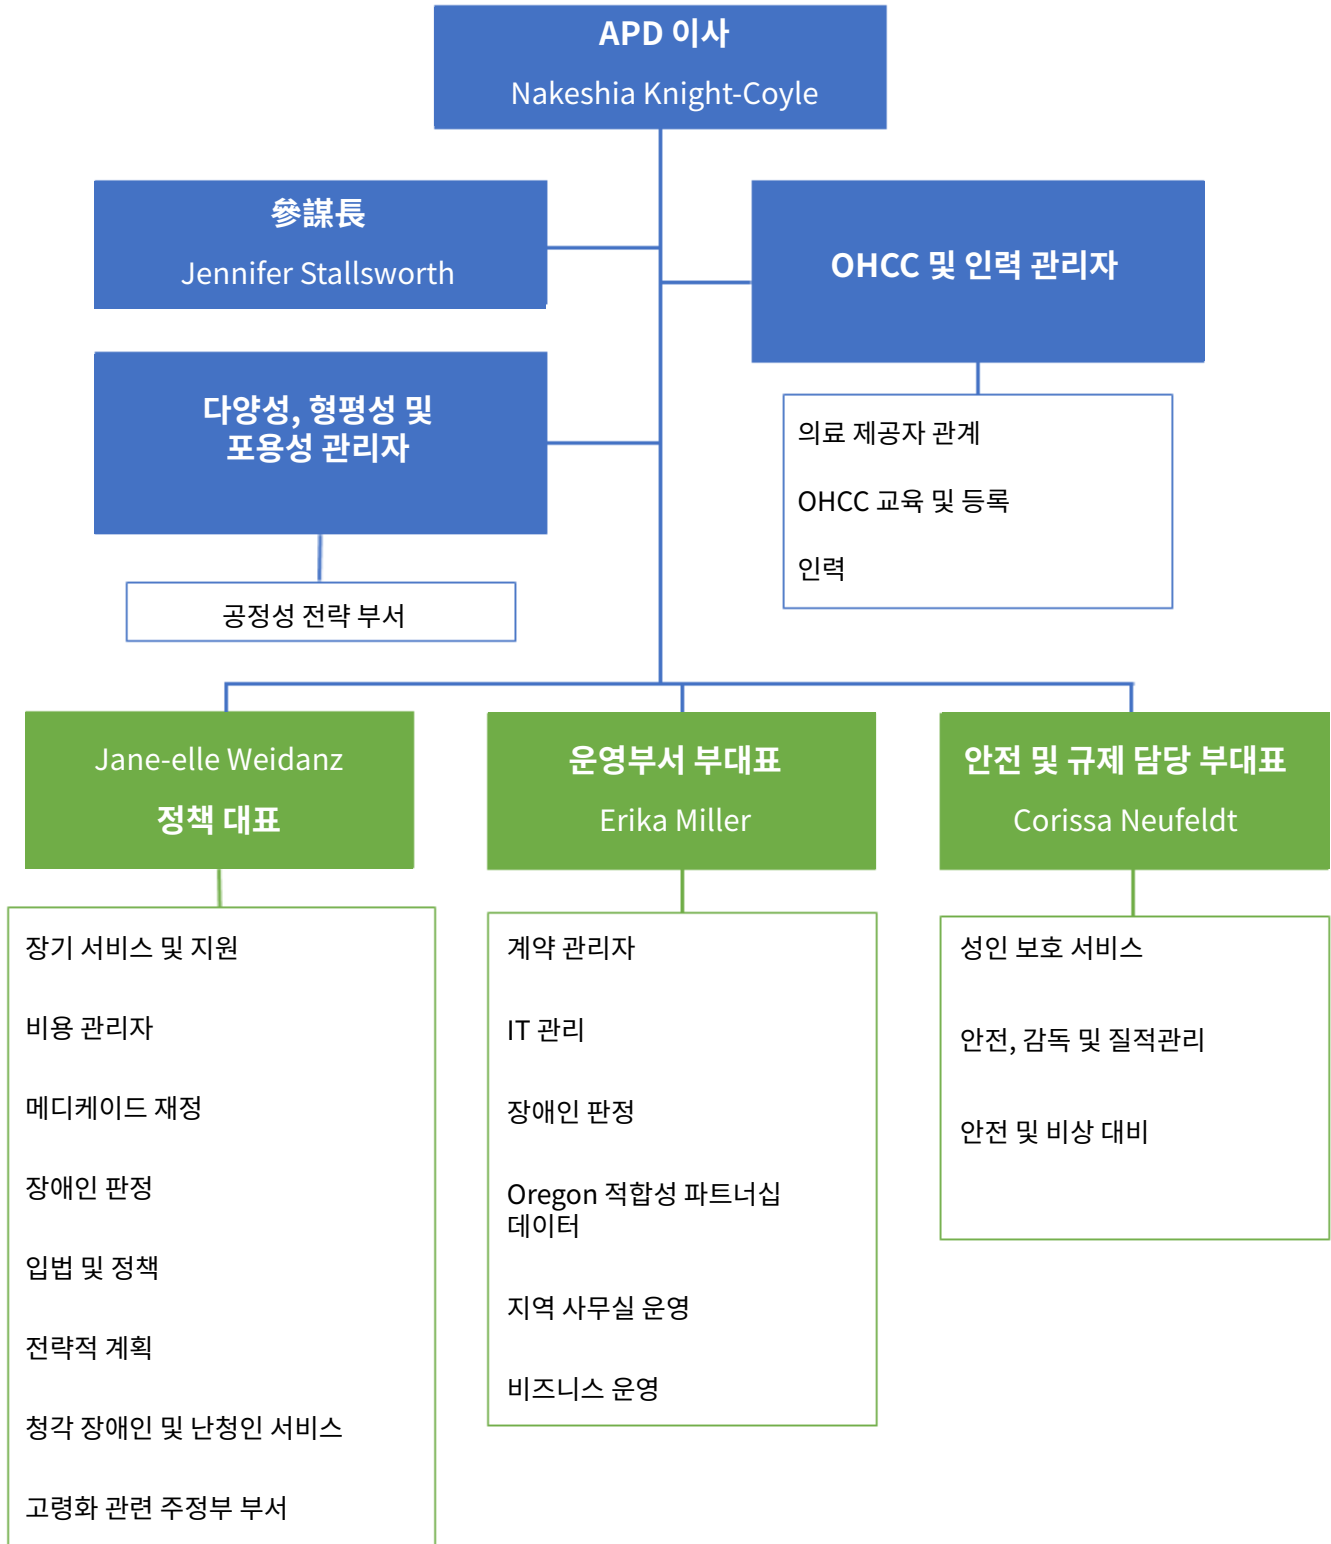 APD 이사
Nakeshia Knight-Coyle
參謀長
Jennifer Stallsworth
OHCC 및 인력 관리자
다양성, 형평성 및
포용성 관리자
의료 제공자 관계
OHCC 교육 및 등록
인력
공정성 전략 부서
Jane-elle Weidanz
정책 대표
운영부서 부대표
Erika Miller
안전 및 규제 담당 부대표
Corissa Neufeldt
장기 서비스 및 지원
비용 관리자
메디케이드 재정
장애인 판정
입법 및 정책
전략적 계획
청각 장애인 및 난청인 서비스
고령화 관련 주정부 부서
계약 관리자
IT 관리
장애인 판정
Oregon 적합성 파트너십
데이터
지역 사무실 운영
비즈니스 운영
성인 보호 서비스
안전, 감독 및 질적관리
안전 및 비상 대비